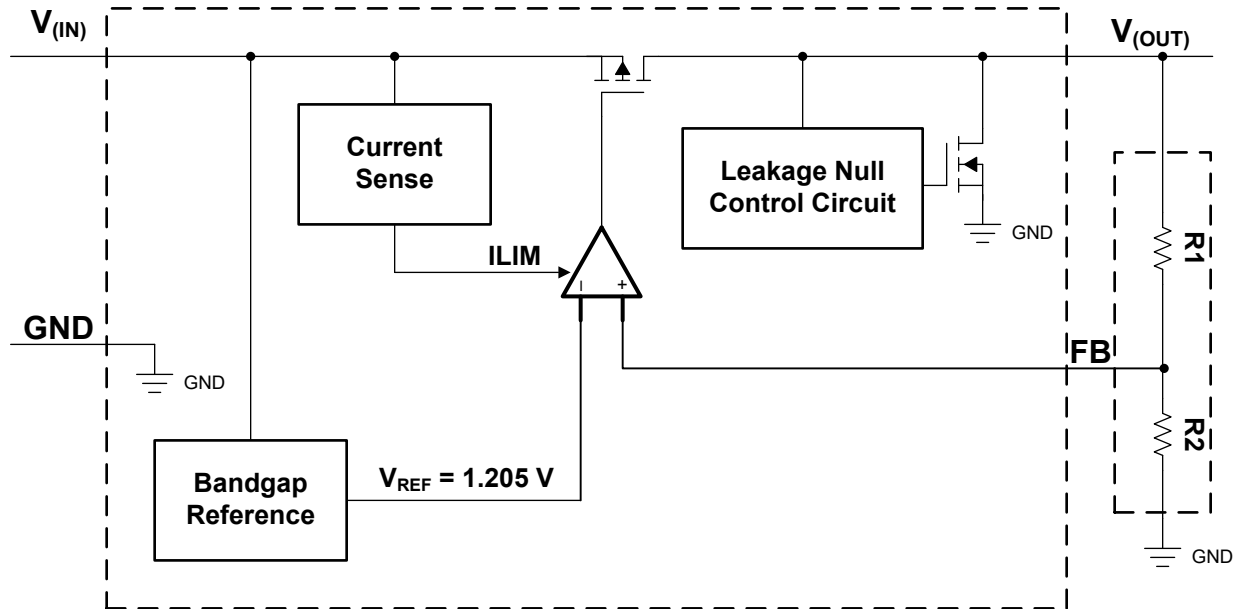 V(IN)
V(OUT)
Current
Sense
Leakage Null
Control Circuit
GND
R1
ILIM
- +
GND
FB
GND
R2
Bandgap
Reference
VREF = 1.205 V
GND